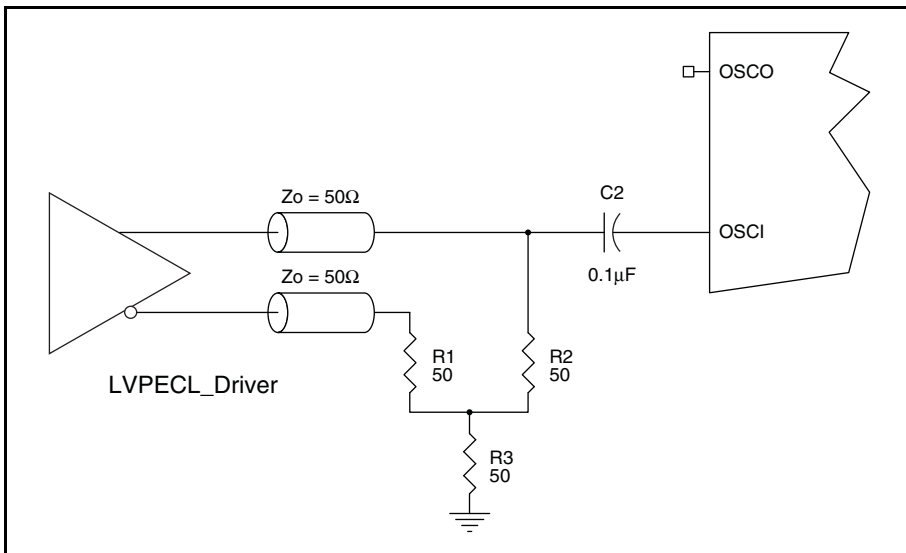 OSCO
C2
Zo = 50Ω
OSCI
0.1μF
Zo = 50Ω
R1
50
R2
50
LVPECL_Driver
R3
50